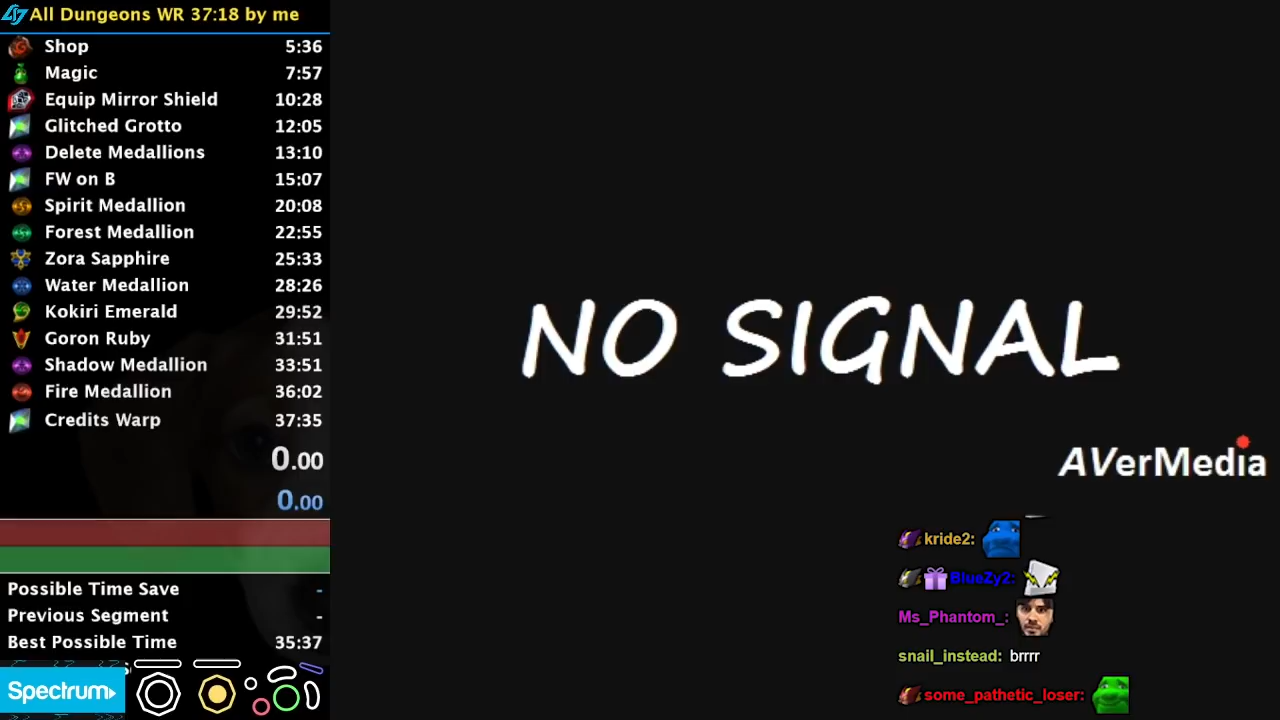 All Dungeons WR 37:18 by me
Shop 5:36
Magic 7:57
Equip Mirror Shield 10:28
Glitched Grotto 12:05
Delete Medallions 13:10
FW on B 15:07
Spirit Medallion 20:08
Forest Medallion 22:55
Zora Sapphire 25:33
Water Medallion 28:26
Kokiri Emerald 29:52
Goron Ruby 31:51
Shadow Medallion 33:51
Fire Medallion 36:02
Credits Warp 37:35
0.00
0.00
Possible Time Save -
Previous Segment -
Best Possible Time 35:37
Spectrum
NO SIGNAL
AVerMedia
kride2:
BlueZy2:
Ms_Phantom_:
snail_instead: brrrr
some_pathetic_loser: